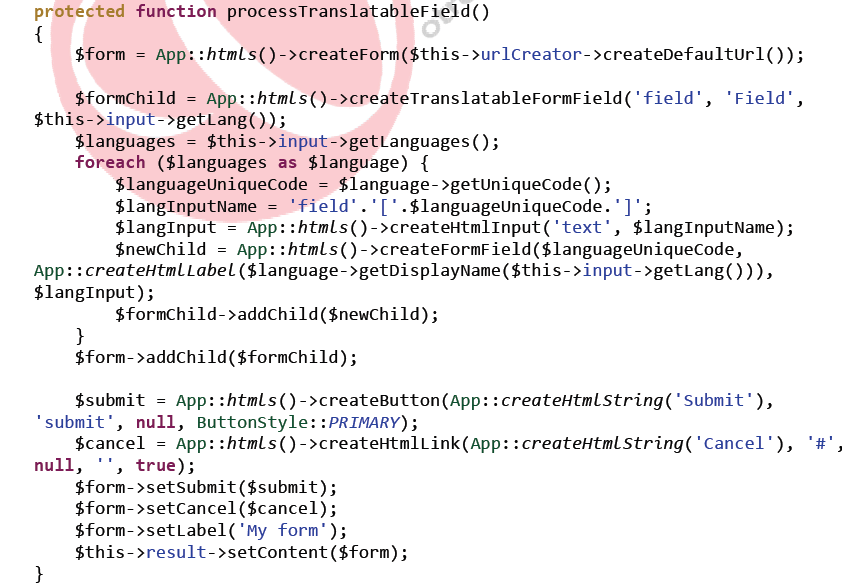 protected function processTranslatableField()
{
$form = App::htmls()->createForm($this->urlCreator->createDefaultUrl());
$formChild = App::htmls()->createTranslatableFormField('field', 'Field',
$this->input->getLang());
$languages = $this->input->getLanguages();
foreach ($languages as $language) {
$languageUniqueCode = $language->getUniqueCode();
$langInputName = 'field'.'['.$languageUniqueCode.']';
$langInput = App::htmls()->createHtmlInput('text', $langInputName);
$newChild = App::htmls()->createFormField($languageUniqueCode,
App::createHtmlLabel($language->getDisplayName($this->input->getLang())),
$langInput);
$formChild->addChild($newChild);
}
$form->addChild($formChild);
$submit = App::htmls()->createButton(App::createHtmlString('Submit'),
'submit', null, ButtonStyle::PRIMARY);
$cancel = App::htmls()->createHtmlLink(App::createHtmlString('Cancel'), '#',
null, '', true);
$form->setSubmit($submit);
$form->setCancel($cancel);
$form->setLabel('My form');
$this->result->setContent($form);
}